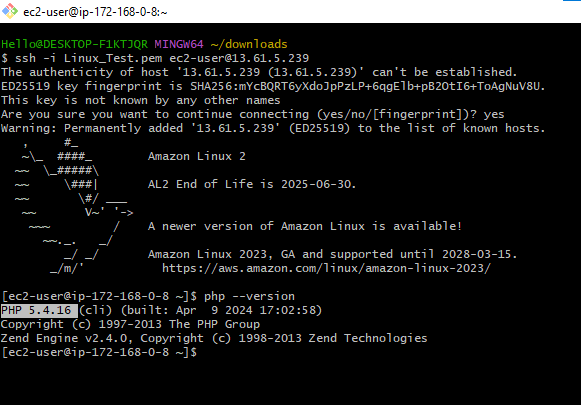 ec2-user@ip-172-168-0-8:~
Hello@DESKTOP-F1KTJQR MINGW64 ~/downloads
$ ssh -i Linux_Test.pem ec2-user@13.61.5.239
The authenticity of host '13.61.5.239 (13.61.5.239)' can't be established.
ED25519 key fingerprint is SHA256:mYcBQRT6yXdoJpPzLP+6qgElb+pB2OtI6+ToAgNuV8U.
This key is not known by any other names
Are you sure you want to continue connecting (yes/no/[fingerprint])? yes
Warning: Permanently added '13.61.5.239' (ED25519) to the list of known hosts.
   ,     #_
   ~\_  ####_        Amazon Linux 2
  ~~  \_#####\
  ~~     \###|       AL2 End of Life is 2025-06-30.
  ~~       \#/ ___
   ~~       V~' '->
    ~~~         /    A newer version of Amazon Linux is available!
      ~~._.   _/
         _/ _/       Amazon Linux 2023, GA and supported until 2028-03-15.
       _/m/'           https://aws.amazon.com/linux/amazon-linux-2023/
[ec2-user@ip-172-168-0-8 ~]$ php --version
PHP 5.4.16 (cli) (built: Apr  9 2024 17:02:58)
Copyright (c) 1997-2013 The PHP Group
Zend Engine v2.4.0, Copyright (c) 1998-2013 Zend Technologies
[ec2-user@ip-172-168-0-8 ~]$